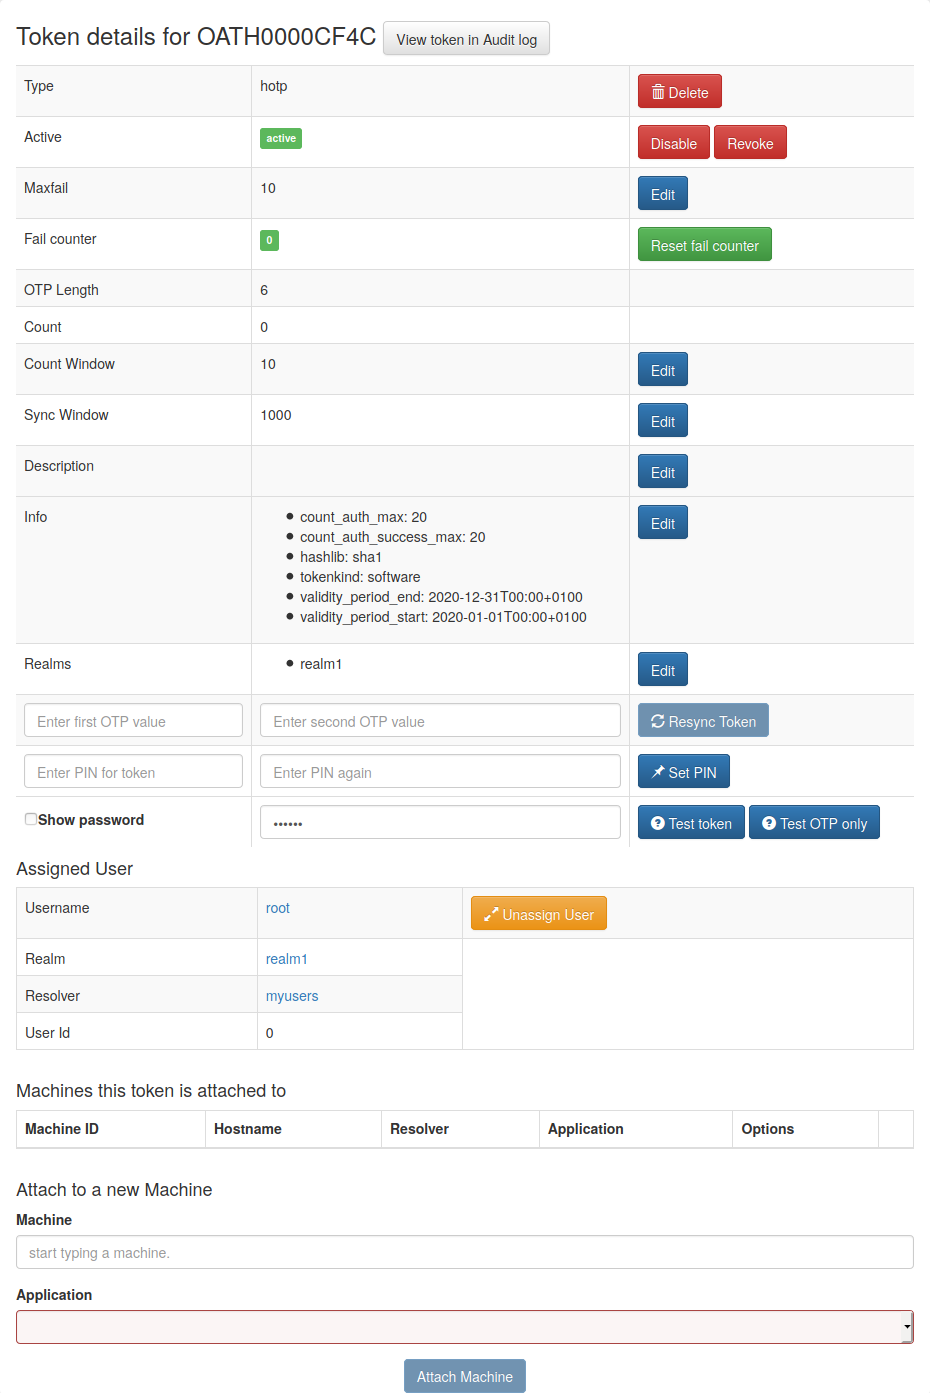 Token details for OATH0000CF4C View token in Audit log
Type hotp Delete
Active active Disable Revoke
Maxfail 10 Edit
Fail counter 0 Reset fail counter
OTP Length 6
Count 0
Count Window 10 Edit
Sync Window 1000 Edit
Description Edit
Info count_auth_max: 20 Edit
count_auth_success_max: 20
hashlib: sha1
tokenkind: software
validity_period_end: 2020-12-31T00:00+0100
validity_period_start: 2020-01-01T00:00+0100
Realms realm1 Edit
Enter first OTP value Enter second OTP value Resync Token
Enter PIN for token Enter PIN again Set PIN
Show password •••••• Test token Test OTP only
Assigned User
Username root Unassign User
Realm realm1
Resolver myusers
User Id 0
Machines this token is attached to
Machine ID Hostname Resolver Application Options
Attach to a new Machine
Machine
start typing a machine.
Application
Attach Machine